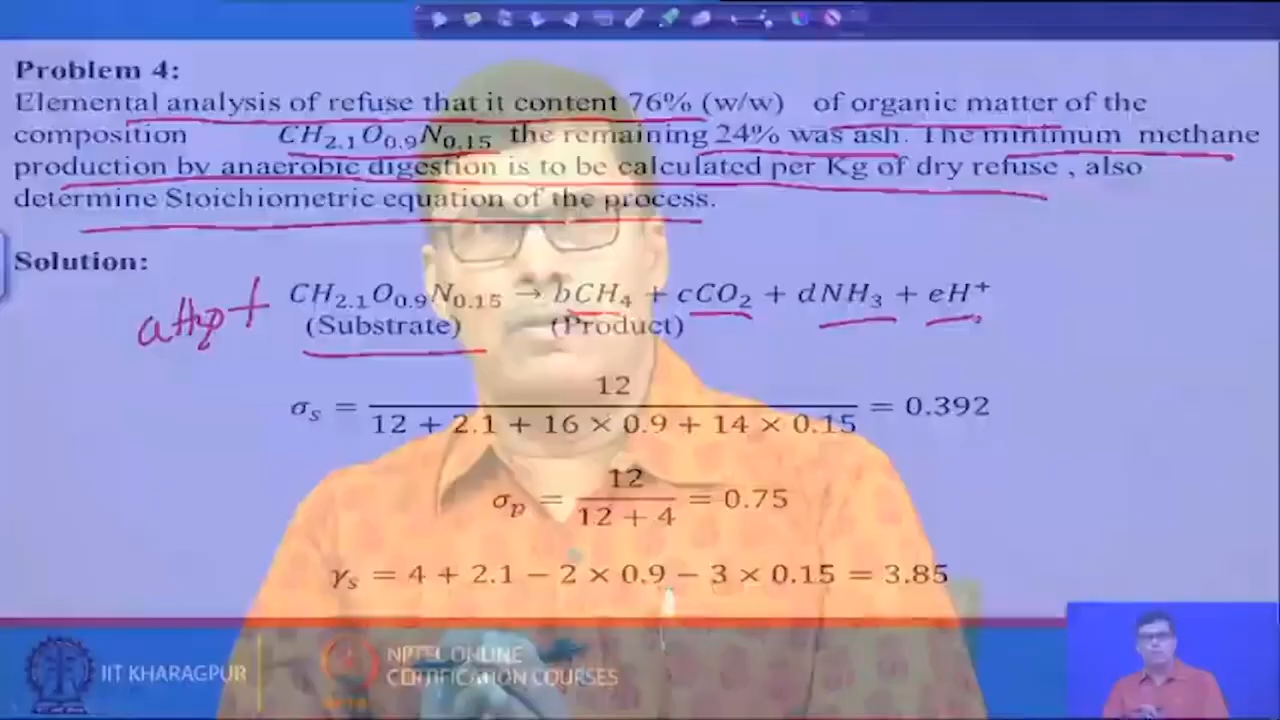 Problem 4:
Elemental analysis of refuse that it content 76% (w/w) of organic matter of the
composition CH₂.₁O₀.₉N₀.₁₅ the remaining 24% was ash. The minimum methane
production by anaerobic digestion is to be calculated per Kg of dry refuse , also
determine Stoichiometric equation of the process.
Solution:
aH₂O + CH₂.₁O₀.₉N₀.₁₅ → bCH₄ + cCO₂ + dNH₃ + eH⁺
(Substrate) (Product)
σₛ = 12 / (12 + 2.1 + 16 × 0.9 + 14 × 0.15) = 0.392
σₚ = 12 / (12 + 4) = 0.75
γₛ = 4 + 2.1 − 2 × 0.9 − 3 × 0.15 = 3.85
IIT KHARAGPUR
NPTEL ONLINE
CERTIFICATION COURSES